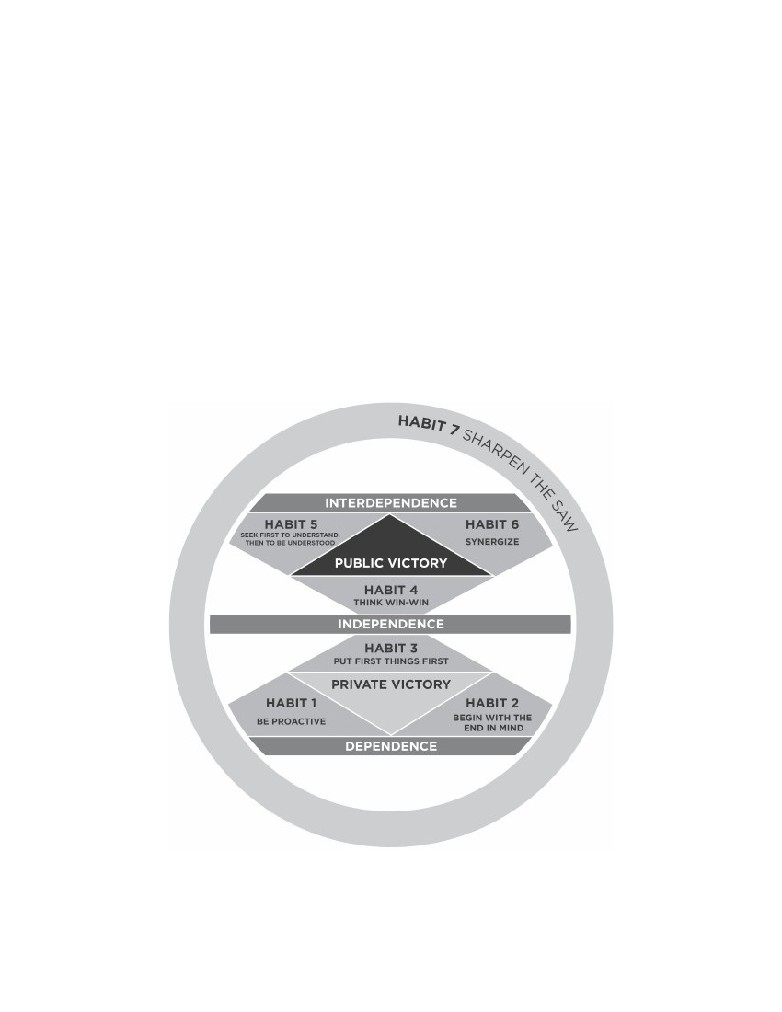 HABIT 7 SHARPEN THE SAW
INTERDEPENDENCE
HABIT 5
SEEK FIRST TO UNDERSTAND
THEN TO BE UNDERSTOOD
HABIT 6
SYNERGIZE
PUBLIC VICTORY
HABIT 4
THINK WIN-WIN
INDEPENDENCE
HABIT 3
PUT FIRST THINGS FIRST
PRIVATE VICTORY
HABIT 1
BE PROACTIVE
HABIT 2
BEGIN WITH THE
END IN MIND
DEPENDENCE